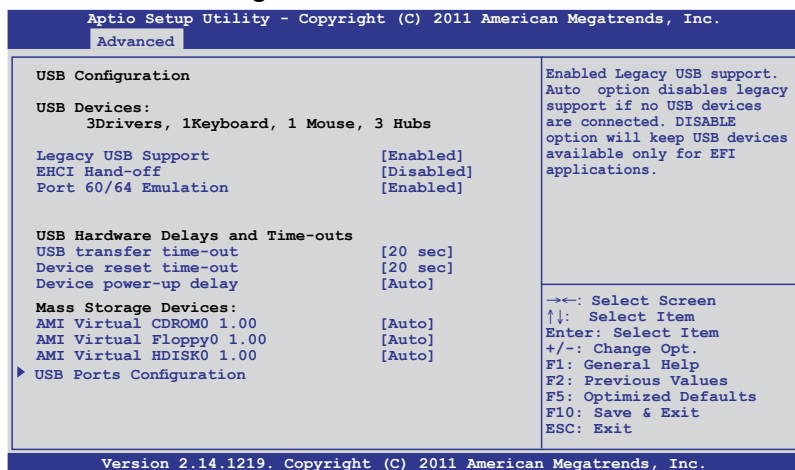 Aptio Setup Utility - Copyright (C) 2011 American Megatrends, Inc.
Advanced
USB Configuration
USB Devices:
3Drivers, 1Keyboard, 1 Mouse, 3 Hubs
Legacy USB Support [Enabled]
EHCI Hand-off [Disabled]
Port 60/64 Emulation [Enabled]
USB Hardware Delays and Time-outs
USB transfer time-out [20 sec]
Device reset time-out [20 sec]
Device power-up delay [Auto]
Mass Storage Devices:
AMI Virtual CDROM0 1.00 [Auto]
AMI Virtual Floppy0 1.00 [Auto]
AMI Virtual HDISK0 1.00 [Auto]
USB Ports Configuration
Enabled Legacy USB support.
Auto option disables legacy
support if no USB devices
are connected. DISABLE
option will keep USB devices
available only for EFI
applications.
→←: Select Screen
↑↓: Select Item
Enter: Select Item
+/-: Change Opt.
F1: General Help
F2: Previous Values
F5: Optimized Defaults
F10: Save & Exit
ESC: Exit
Version 2.14.1219. Copyright (C) 2011 American Megatrends, Inc.